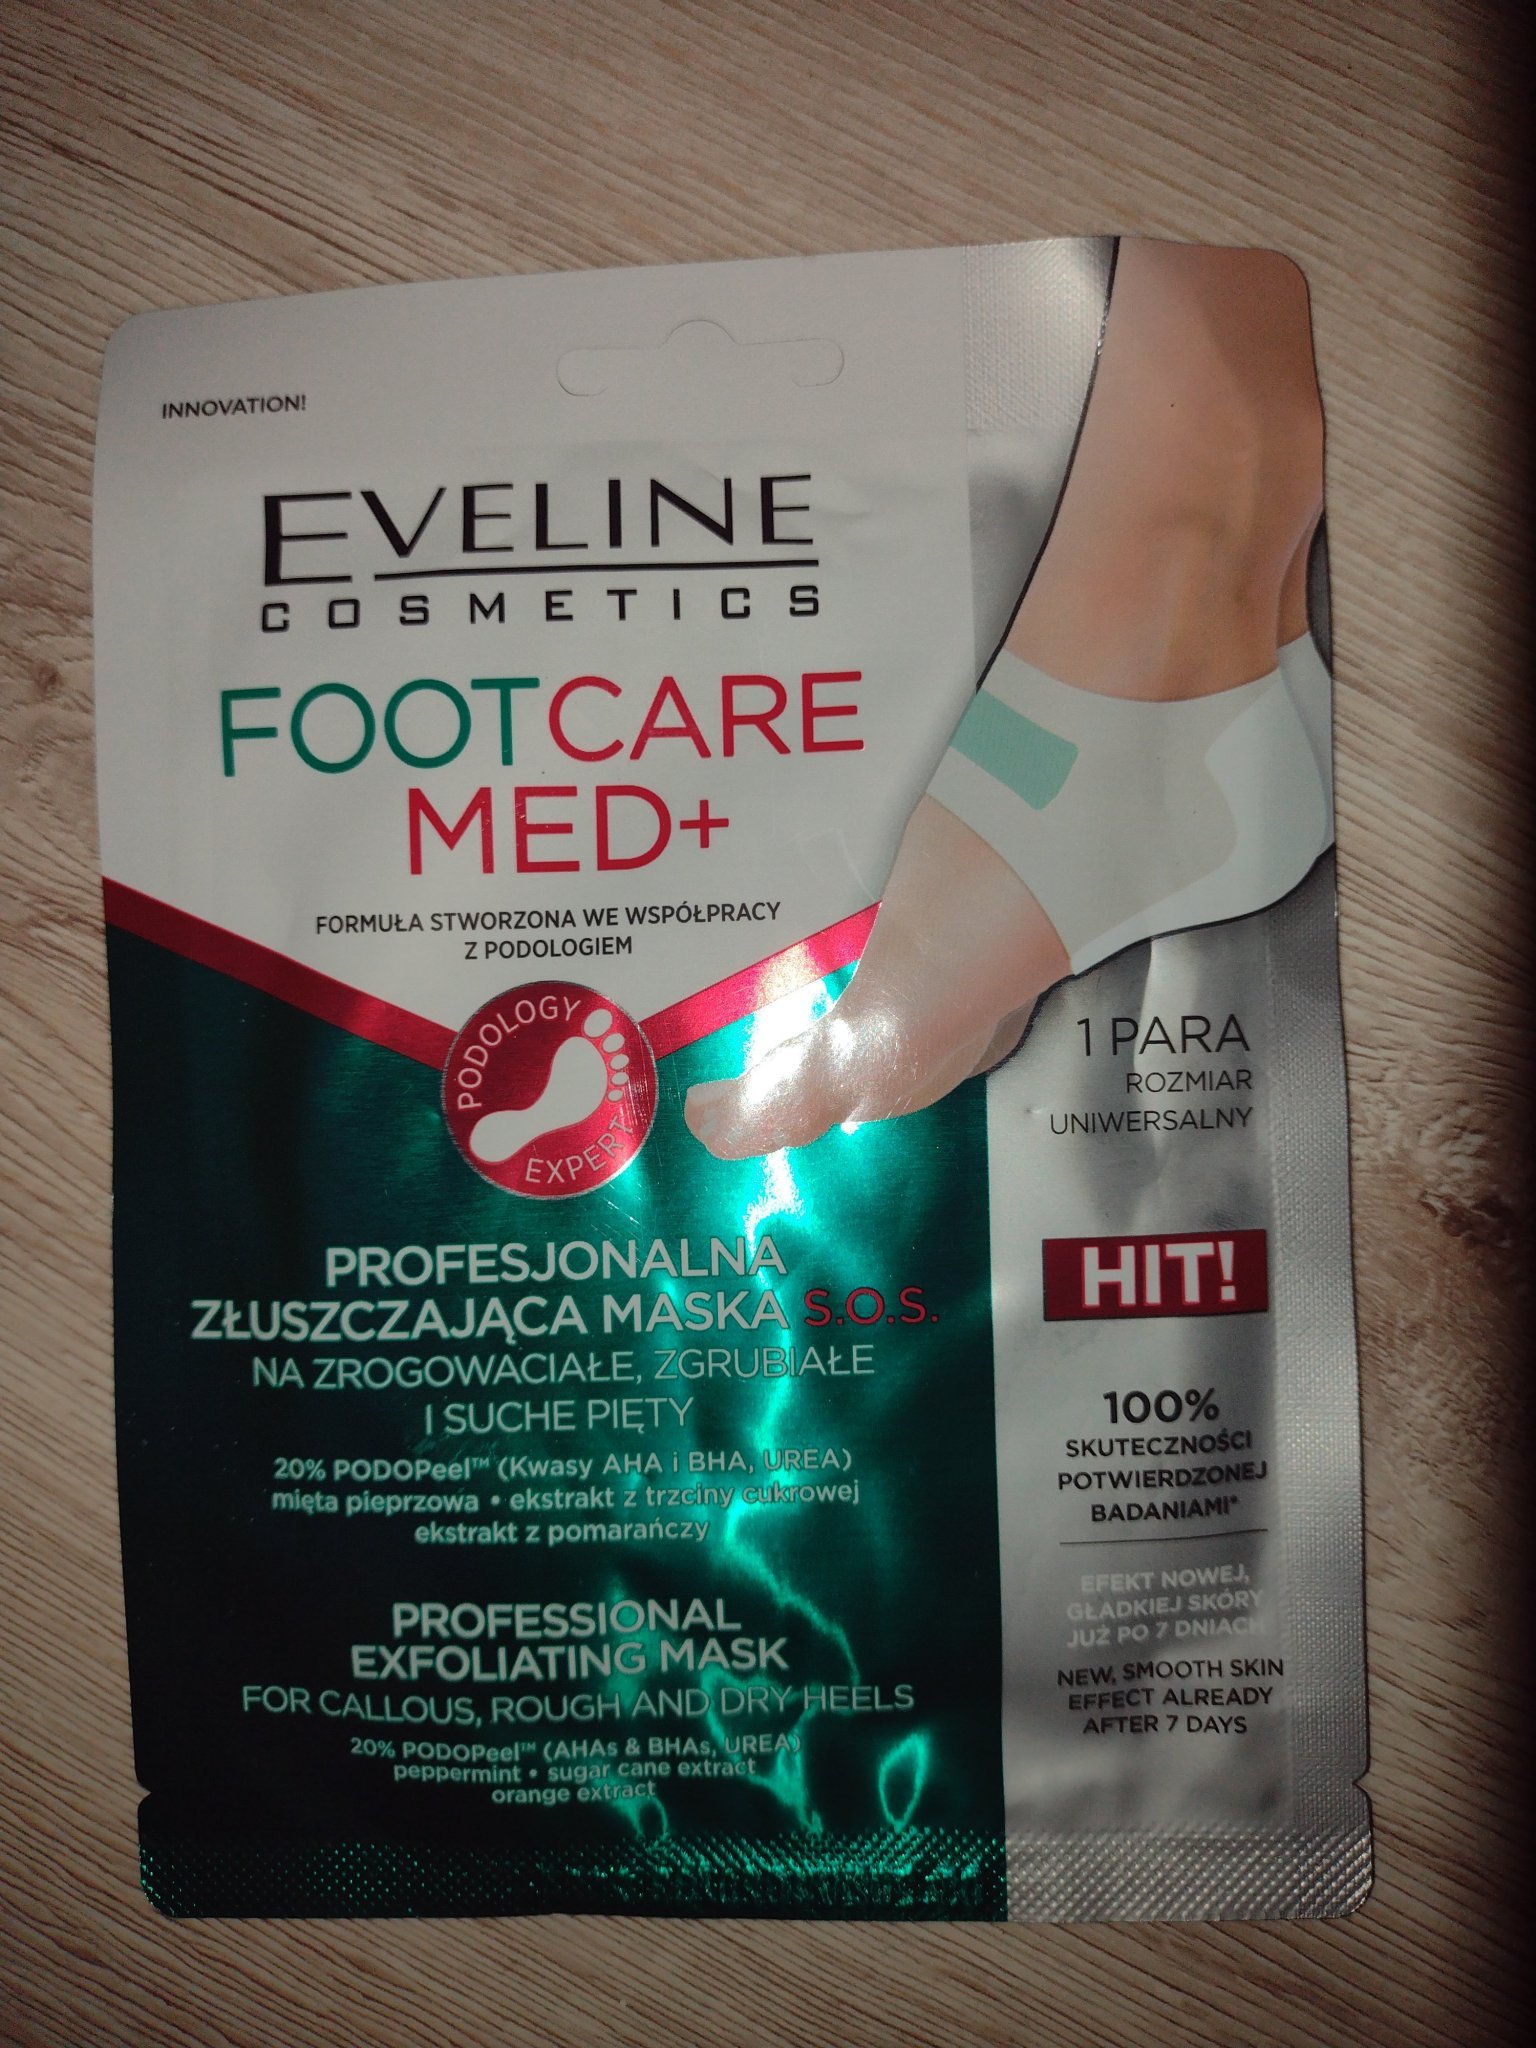 INNOVATION!
EVELINE
COSMETICS
FOOTCARE
MED+
FORMUŁA STWORZONA WE WSPÓŁPRACY
Z PODOLOGIEM
PODOLOGY
EXPERT
1 PARA
ROZMIAR
UNIWERSALNY
PROFESJONALNA
ZŁUSZCZAJĄCA MASKA S.O.S.
NA ZROGOWACIAŁE, ZGRUBIAŁE
I SUCHE PIĘTY
20% PODOPeel™ (Kwasy AHA i BHA, UREA)
mięta pieprzowa • ekstrakt z trzciny cukrowej
ekstrakt z pomarańczy
PROFESSIONAL
EXFOLIATING MASK
FOR CALLOUS, ROUGH AND DRY HEELS
20% PODOPeel™ (AHAs & BHAs, UREA)
peppermint • sugar cane extract
orange extract
HIT!
100%
SKUTECZNOŚCI
POTWIERDZONEJ
BADANIAMI*
EFEKT NOWEJ,
GŁADKIEJ SKÓRY
JUŻ PO 7 DNIACH
NEW, SMOOTH SKIN
EFFECT ALREADY
AFTER 7 DAYS